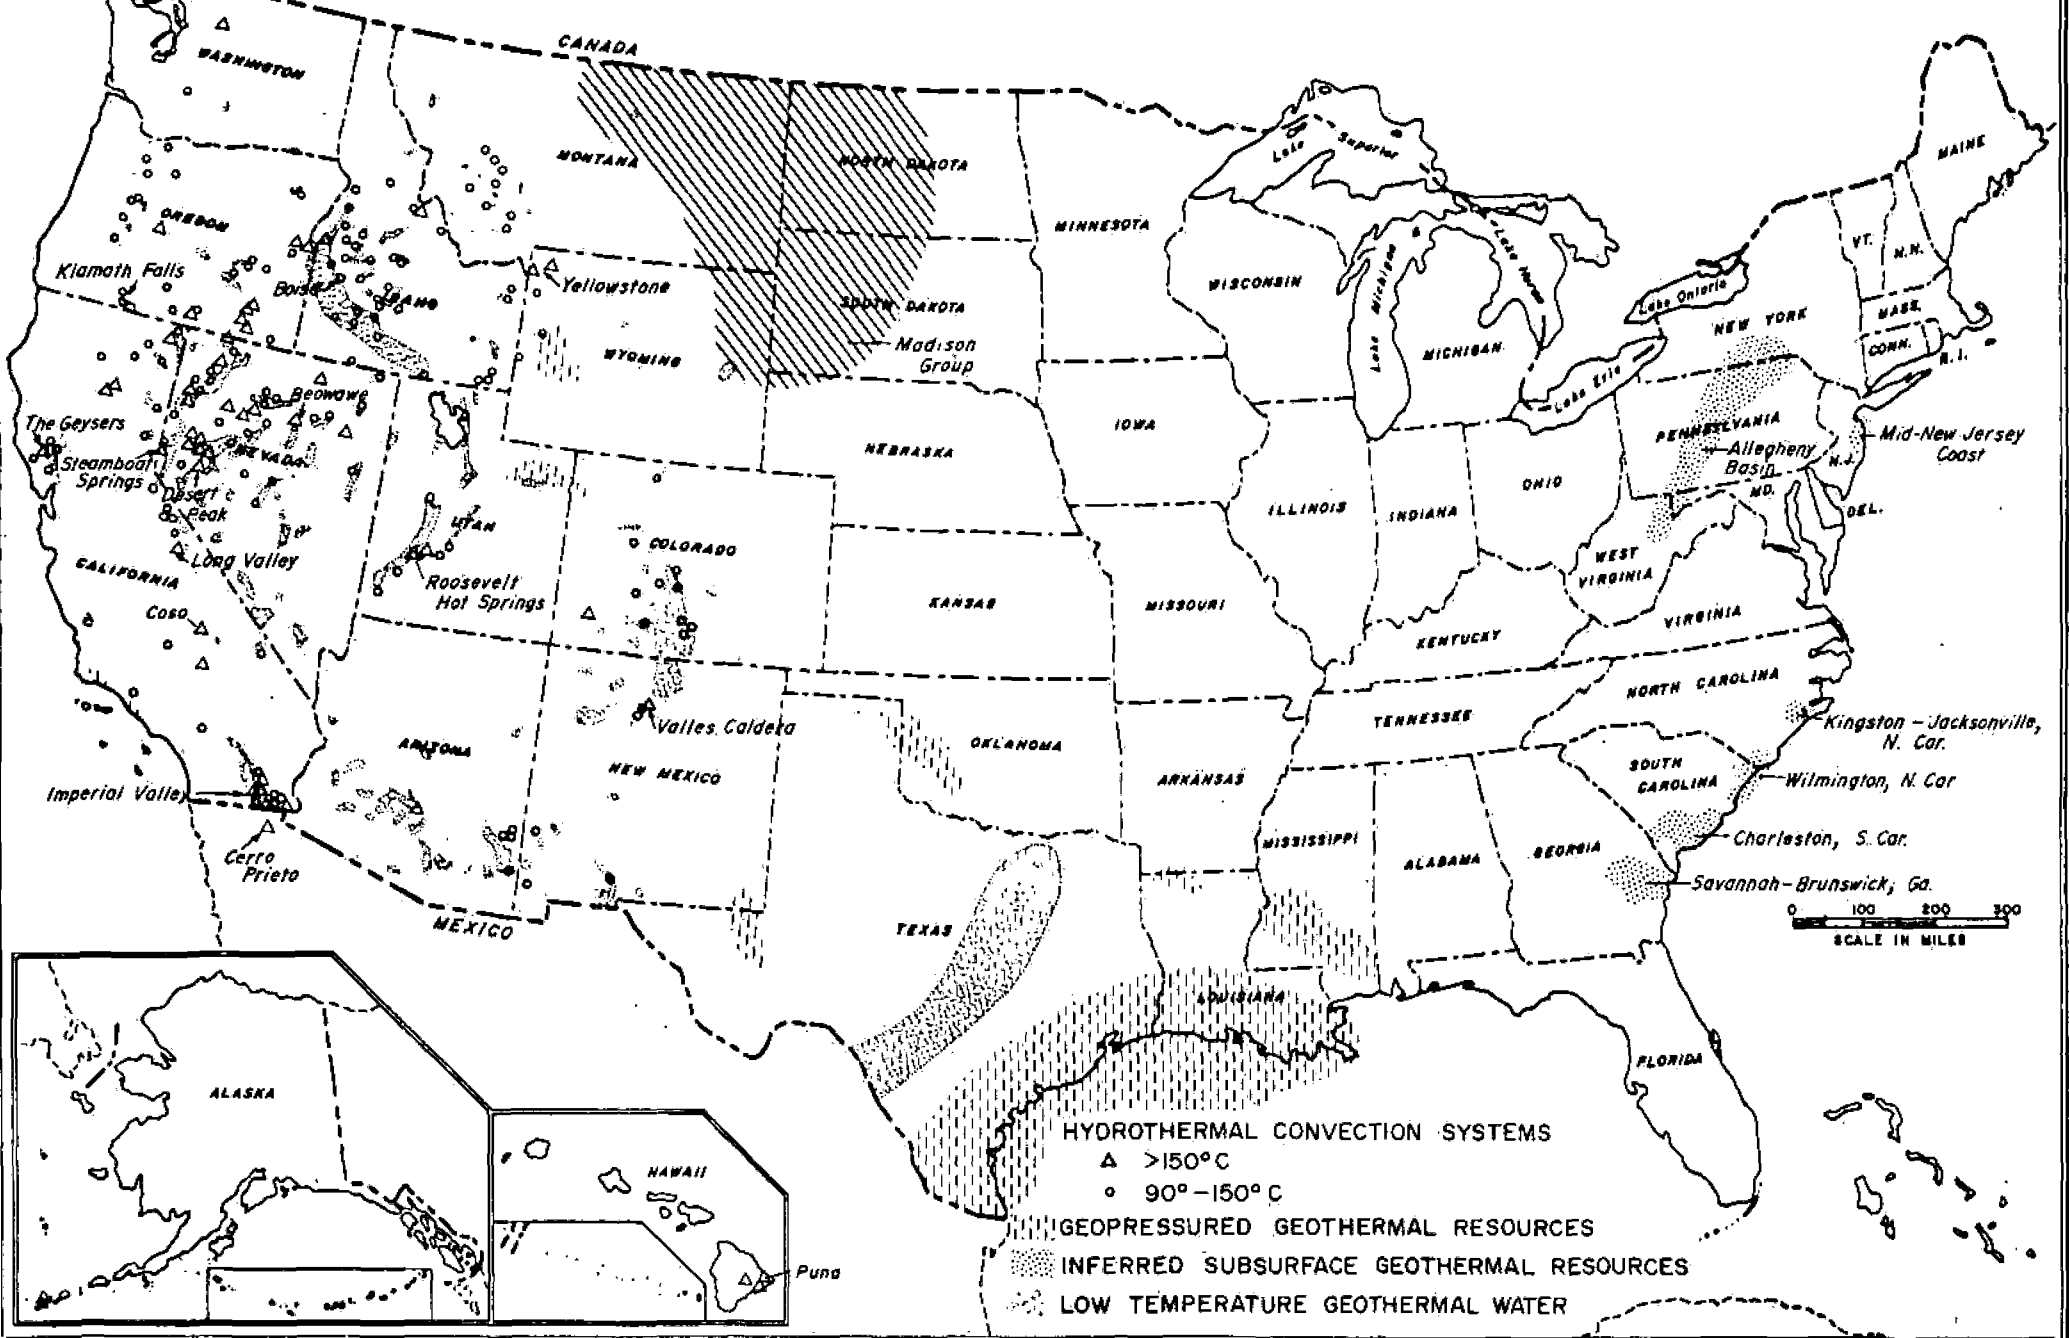 CANADA
WASHINGTON
MONTANA
NORTH DAKOTA
MINNESOTA
Lake Superior
MAINE
OREGON
Klamath Falls
Boise
IDAHO
Yellowstone
WYOMING
SOUTH DAKOTA
Madison
Group
WISCONSIN
Lake Michigan
Lake Huron
MICHIGAN
Lake Ontario
Lake Erie
NEW YORK
VT.
N.H.
MASS.
CONN.
R.I.
The Geysers
Beowawe
Steamboat
Springs
NEVADA
Desert
Peak
Long Valley
CALIFORNIA
Coso
UTAH
Roosevelt
Hot Springs
COLORADO
NEBRASKA
IOWA
KANSAS
MISSOURI
ILLINOIS
INDIANA
OHIO
PENNSYLVANIA
Allegheny
Basin
N.J.
Mid-New Jersey
Coast
MD.
DEL.
WEST
VIRGINIA
VIRGINIA
KENTUCKY
NORTH CAROLINA
TENNESSEE
Kingston - Jacksonville,
N. Car.
SOUTH
CAROLINA
Wilmington, N. Car
Charleston, S. Car.
Savannah-Brunswick, Ga.
0 100 200 300
SCALE IN MILES
Imperial Valley
Cerro
Prieto
ARIZONA
NEW MEXICO
Valles Caldera
OKLAHOMA
ARKANSAS
MISSISSIPPI
ALABAMA
GEORGIA
MEXICO
TEXAS
LOUISIANA
FLORIDA
ALASKA
HAWAII
Puna
HYDROTHERMAL CONVECTION SYSTEMS
△ >150°C
○ 90°-150°C
GEOPRESSURED GEOTHERMAL RESOURCES
INFERRED SUBSURFACE GEOTHERMAL RESOURCES
LOW TEMPERATURE GEOTHERMAL WATER